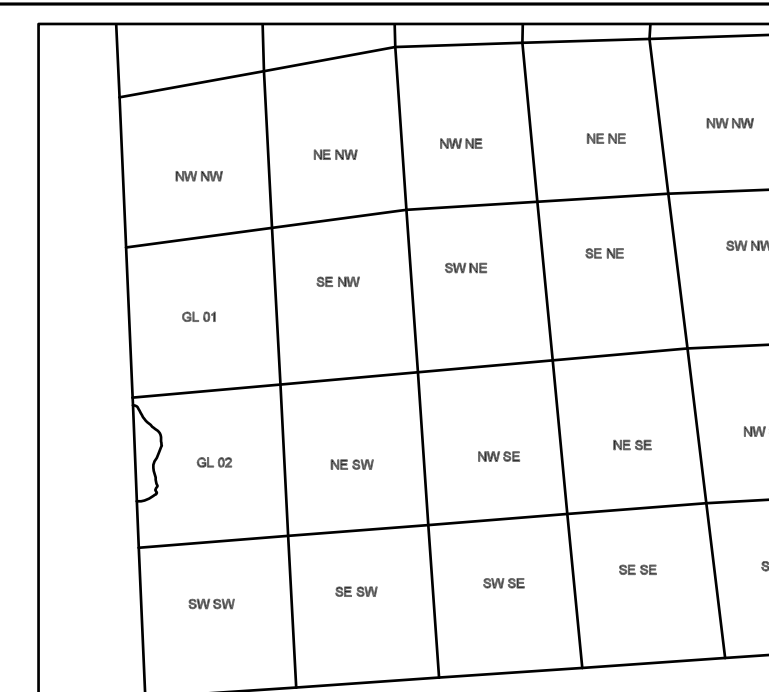 NW NW
NE NW
NW NE
NE NE
NW NW
GL 01
SE NW
SW NE
SE NE
SW NW
GL 02
NE SW
NW SE
NE SE
NW
SW SW
SE SW
SW SE
SE SE
S